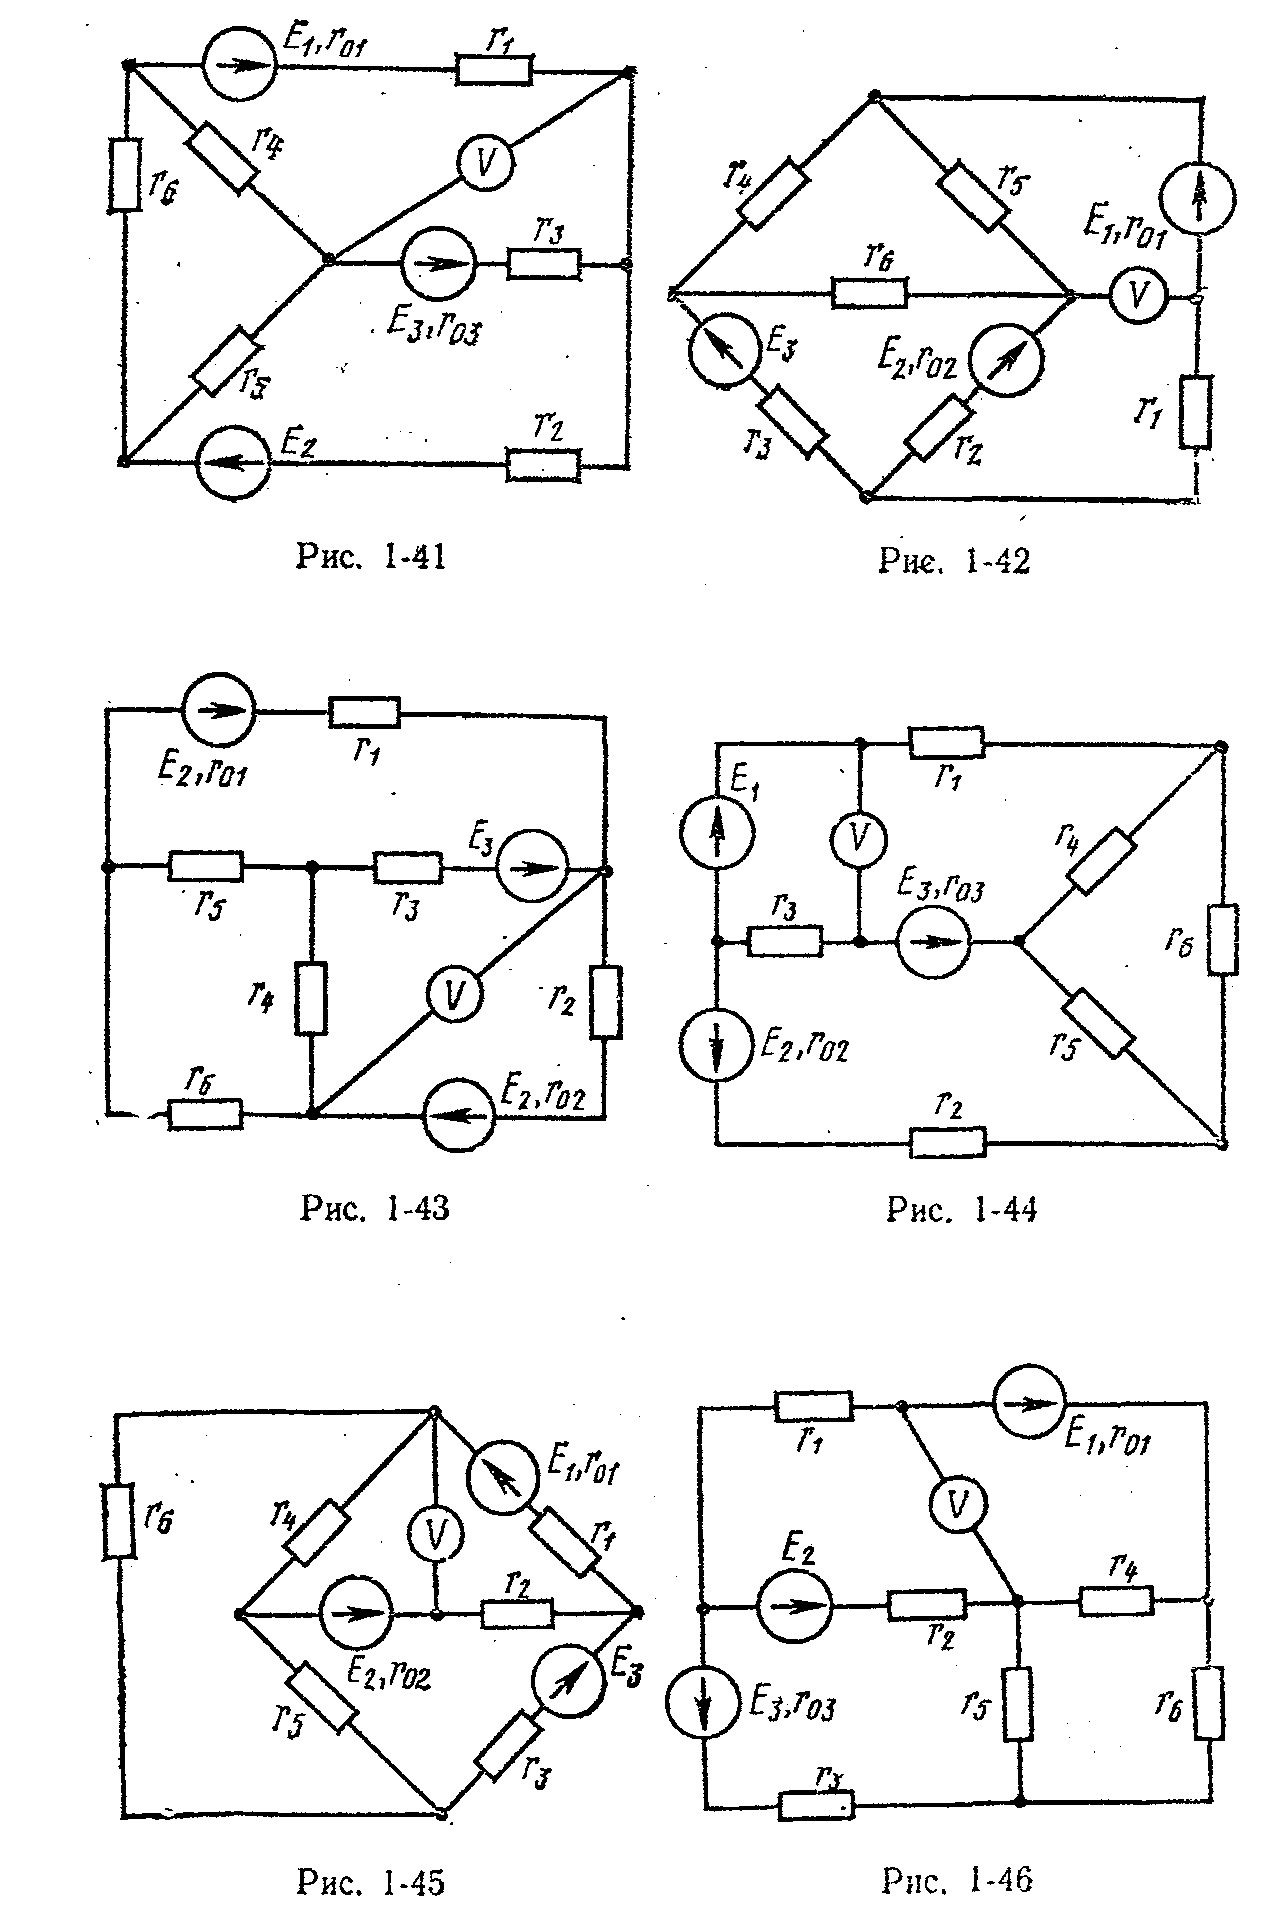 E1, r01
r1
r4
V
r6
r3
E3, r03
r5
E2
r2
Рис. 1-41
r4
r5
E1, r01
r6
V
E3
E2, r02
r3
r2
r1
Рис. 1-42
E2, r01
r1
E3
r5
r3
r4
V
r2
r6
E2, r02
Рис. 1-43
E1
r1
V
r4
E3, r03
r3
r6
E2, r02
r5
r2
Рис. 1-44
E1, r01
r6
r4
V
r1
r2
E2, r02
E3
r5
r3
Рис. 1-45
r1
E1, r01
V
E2
r4
r2
E3, r03
r5
r6
r3
Рис. 1-46